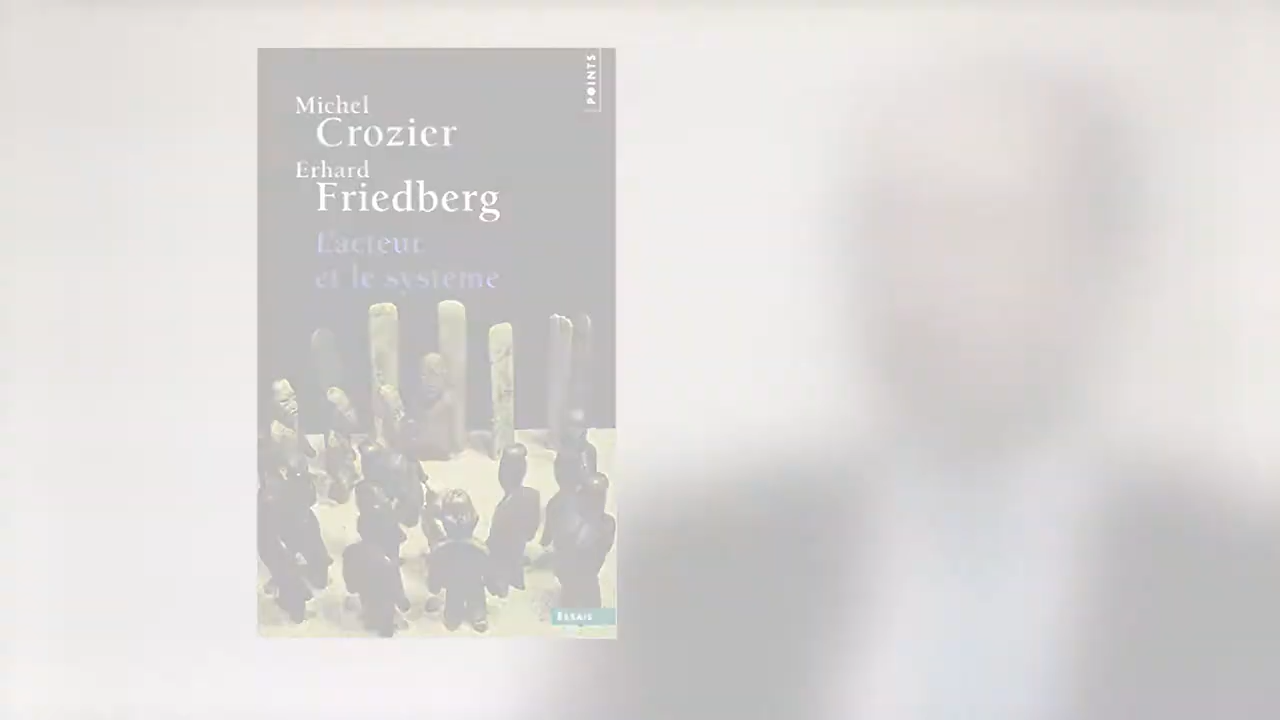 POINTS
Michel
Crozier
Erhard
Friedberg
L'acteur
et le système
ESSAIS